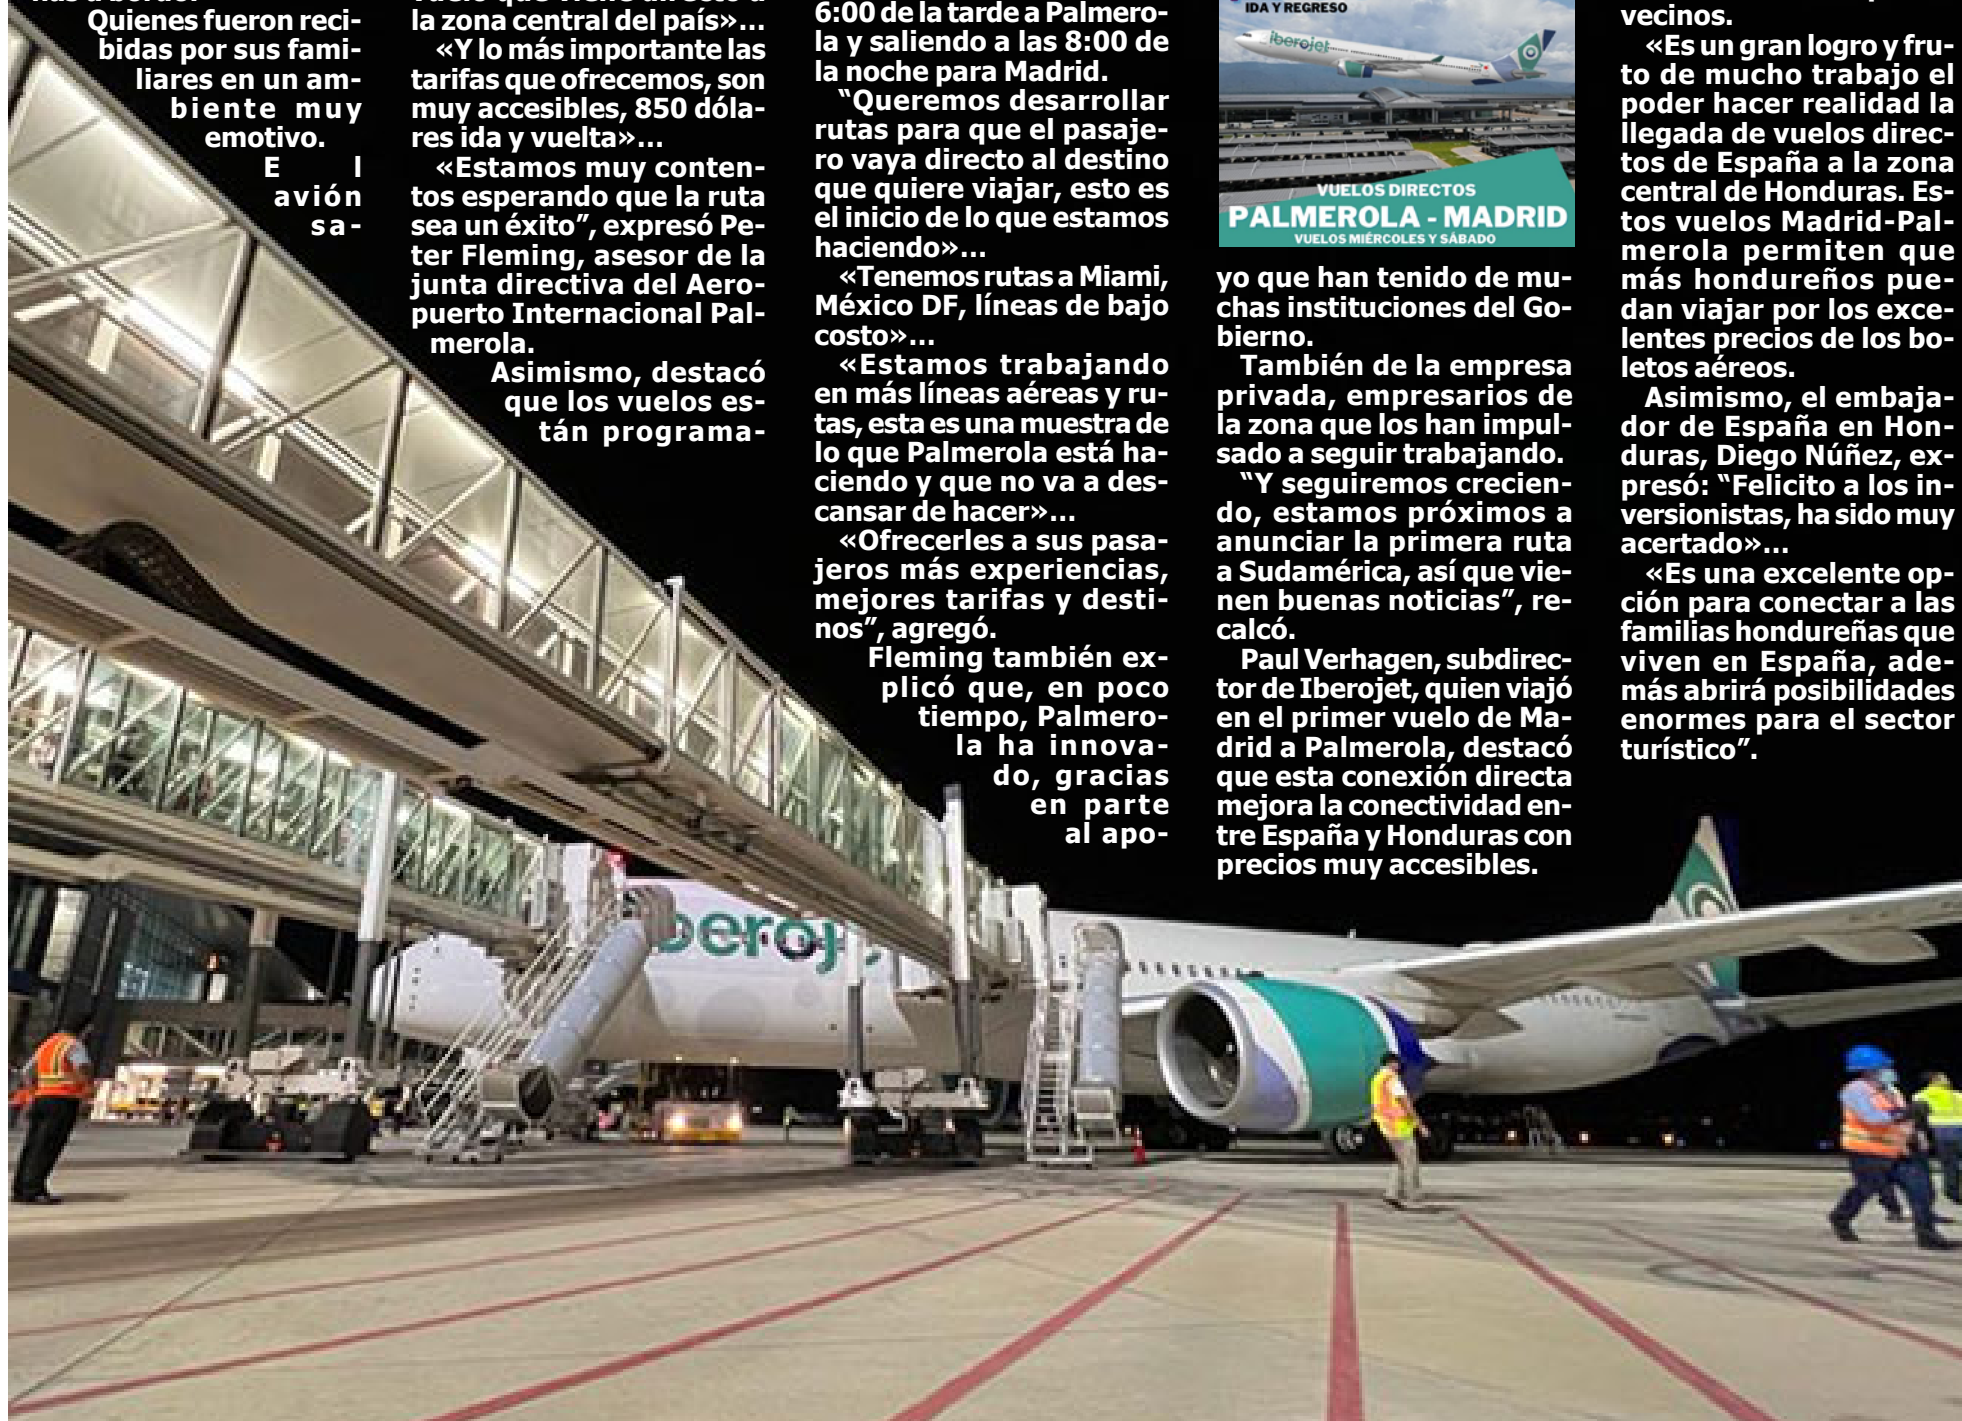 Quienes fueron reci-
bidas por sus fami-
liares en un am-
biente muy
emotivo.
E l
avión
sa-
la zona central del país»...
«Y lo más importante las
tarifas que ofrecemos, son
muy accesibles, 850 dóla-
res ida y vuelta»...
«Estamos muy conten-
tos esperando que la ruta
sea un éxito”, expresó Pe-
ter Fleming, asesor de la
junta directiva del Aero-
puerto Internacional Pal-
merola.
Asimismo, destacó
que los vuelos es-
tán programa-
6:00 de la tarde a Palmero-
la y saliendo a las 8:00 de
la noche para Madrid.
“Queremos desarrollar
rutas para que el pasaje-
ro vaya directo al destino
que quiere viajar, esto es
el inicio de lo que estamos
haciendo»...
«Tenemos rutas a Miami,
México DF, líneas de bajo
costo»...
«Estamos trabajando
en más líneas aéreas y ru-
tas, esta es una muestra de
lo que Palmerola está ha-
ciendo y que no va a des-
cansar de hacer»...
«Ofrecerles a sus pasa-
jeros más experiencias,
mejores tarifas y desti-
nos”, agregó.
Fleming también ex-
plicó que, en poco
tiempo, Palmero-
la ha innova-
do, gracias
en parte
al apo-
IDA Y REGRESO
iberojet
VUELOS DIRECTOS
PALMEROLA - MADRID
VUELOS MIÉRCOLES Y SÁBADO
yo que han tenido de mu-
chas instituciones del Go-
bierno.
También de la empresa
privada, empresarios de
la zona que los han impul-
sado a seguir trabajando.
“Y seguiremos crecien-
do, estamos próximos a
anunciar la primera ruta
a Sudamérica, así que vie-
nen buenas noticias”, re-
calcó.
Paul Verhagen, subdirec-
tor de Iberojet, quien viajó
en el primer vuelo de Ma-
drid a Palmerola, destacó
que esta conexión directa
mejora la conectividad en-
tre España y Honduras con
precios muy accesibles.
vecinos.
«Es un gran logro y fru-
to de mucho trabajo el
poder hacer realidad la
llegada de vuelos direc-
tos de España a la zona
central de Honduras. Es-
tos vuelos Madrid-Pal-
merola permiten que
más hondureños pue-
dan viajar por los exce-
lentes precios de los bo-
letos aéreos.
Asimismo, el embaja-
dor de España en Hon-
duras, Diego Núñez, ex-
presó: “Felicito a los in-
versionistas, ha sido muy
acertado»...
«Es una excelente op-
ción para conectar a las
familias hondureñas que
viven en España, ade-
más abrirá posibilidades
enormes para el sector
turístico”.
iberoje